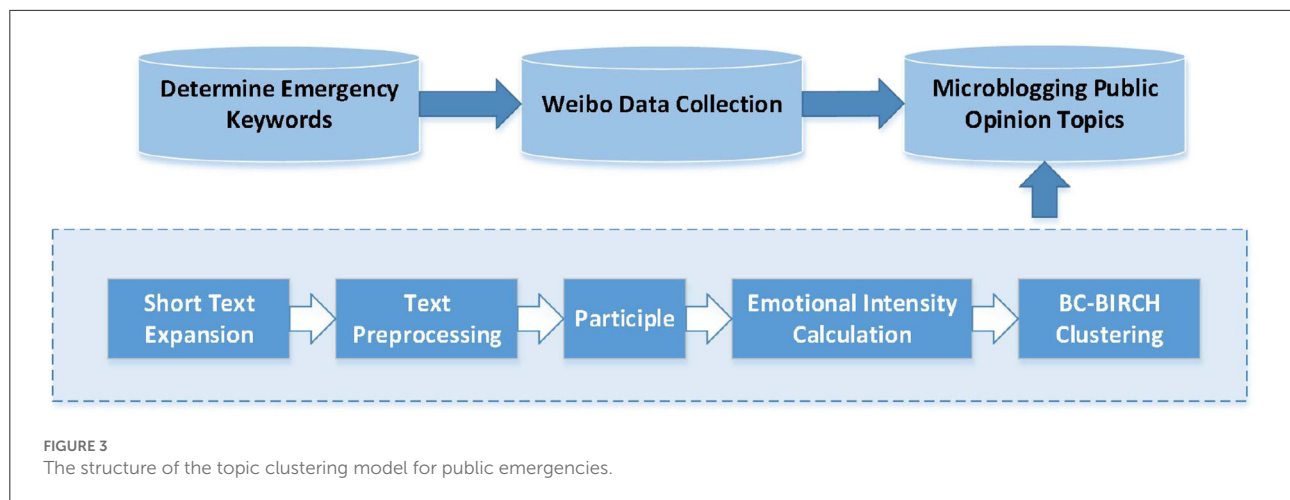 Determine Emergency
Keywords
Weibo Data Collection
Microblogging Public
Opinion Topics
Short Text
Expansion
Text
Preprocessing
Participle
Emotional Intensity
Calculation
BC-BIRCH
Clustering
FIGURE 3
The structure of the topic clustering model for public emergencies.